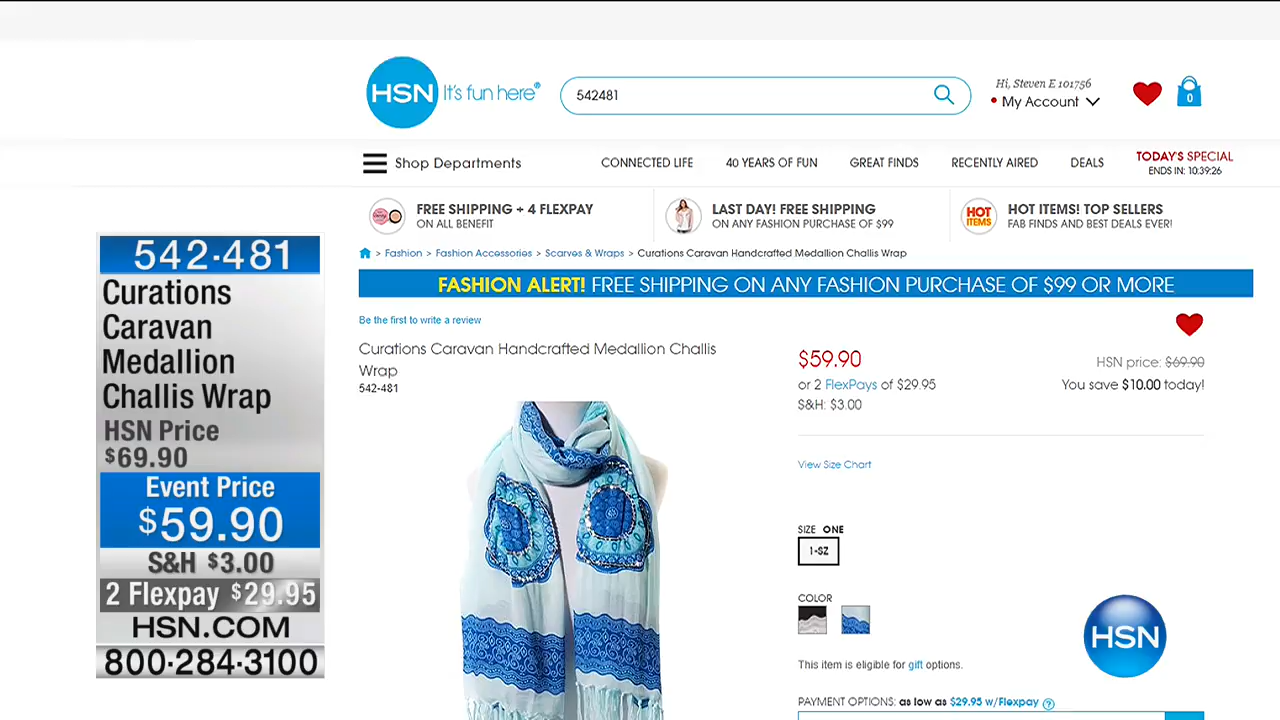 HSN It's fun here®
542481
Hi, Steven E 101756
My Account
0
Shop Departments
CONNECTED LIFE
40 YEARS OF FUN
GREAT FINDS
RECENTLY AIRED
DEALS
TODAY'S SPECIAL
ENDS IN: 10:39:26
FREE SHIPPING + 4 FLEXPAY
ON ALL BENEFIT
LAST DAY! FREE SHIPPING
ON ANY FASHION PURCHASE OF $99
HOT ITEMS
HOT ITEMS! TOP SELLERS
FAB FINDS AND BEST DEALS EVER!
> Fashion > Fashion Accessories > Scarves & Wraps > Curations Caravan Handcrafted Medallion Challis Wrap
FASHION ALERT! FREE SHIPPING ON ANY FASHION PURCHASE OF $99 OR MORE
542·481
Curations
Caravan
Medallion
Challis Wrap
HSN Price
$69.90
Event Price
$59.90
S&H $3.00
2 Flexpay $29.95
HSN.COM
800·284·3100
Be the first to write a review
Curations Caravan Handcrafted Medallion Challis
Wrap
542-481
$59.90
HSN price: $69.90
or 2 FlexPays of $29.95
You save $10.00 today!
S&H: $3.00
View Size Chart
SIZE ONE
1-SZ
COLOR
HSN
This item is eligible for gift options.
PAYMENT OPTIONS: as low as $29.95 w/Flexpay ?